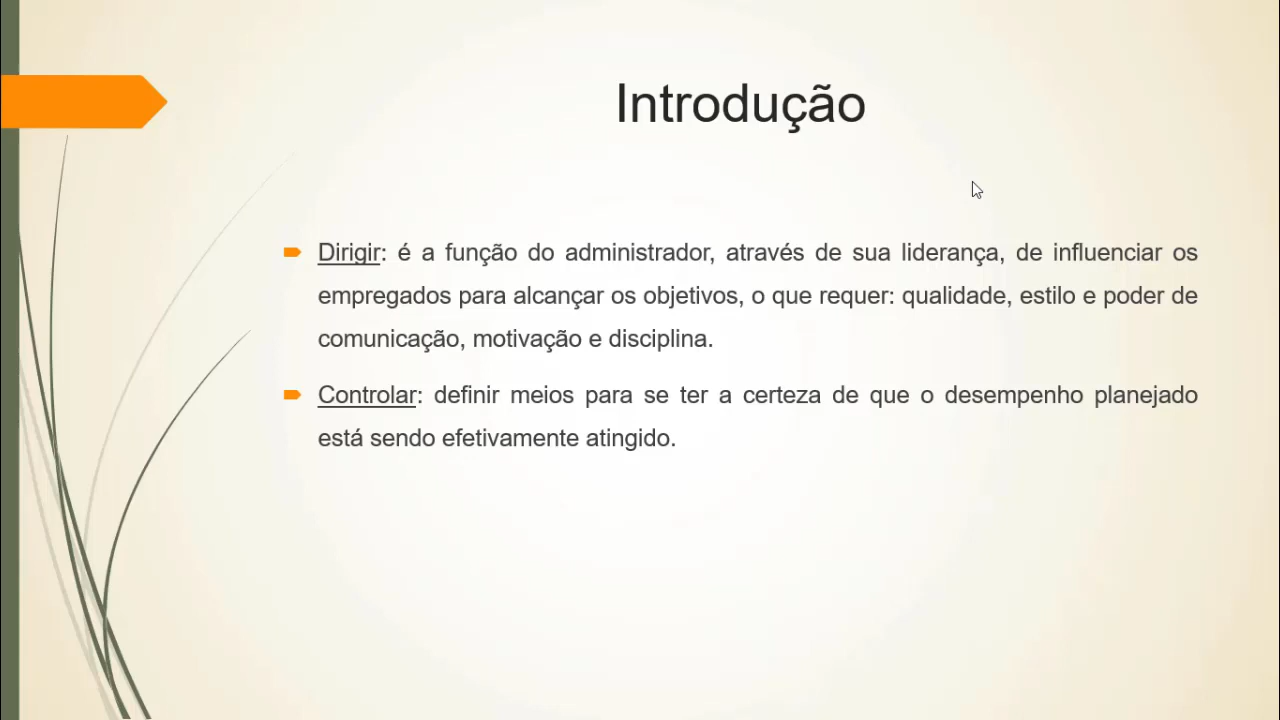 Introdução
Dirigir: é a função do administrador, através de sua liderança, de influenciar os
empregados para alcançar os objetivos, o que requer: qualidade, estilo e poder de
comunicação, motivação e disciplina.
Controlar: definir meios para se ter a certeza de que o desempenho planejado
está sendo efetivamente atingido.